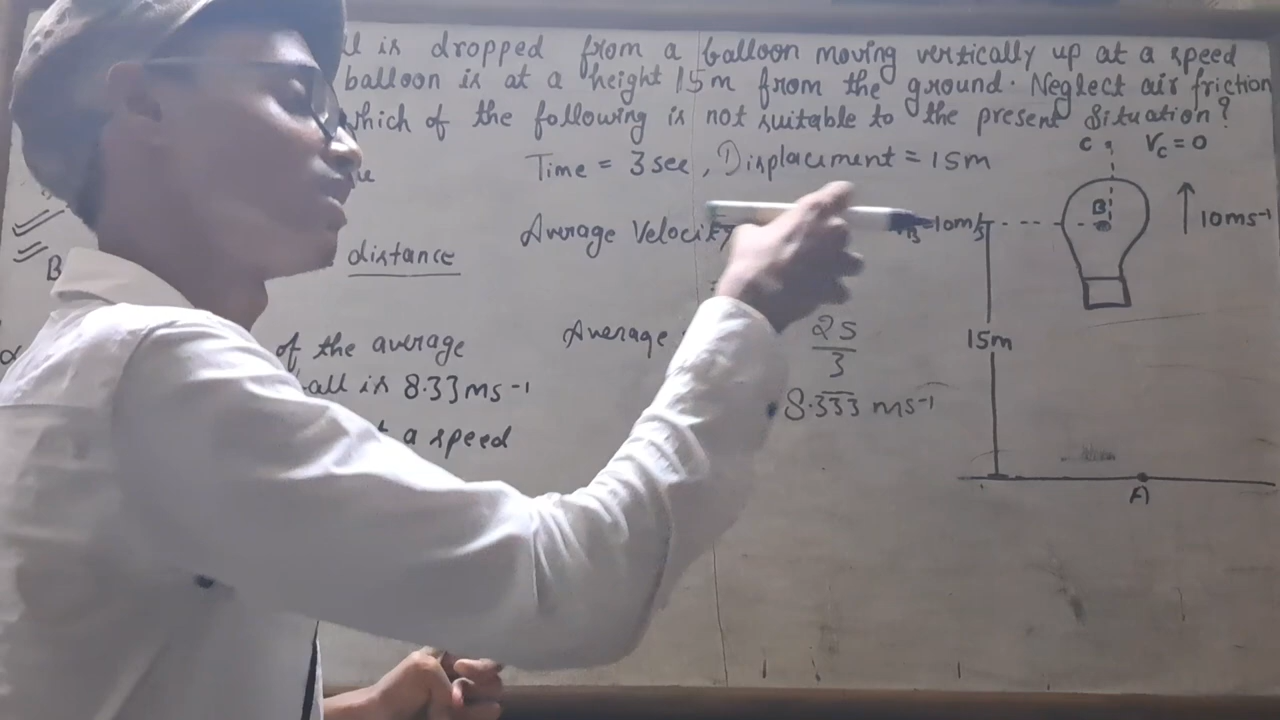 is dropped from a balloon moving vertically up at a speed
balloon is at a height 15m from the ground. Neglect air friction
which of the following is not suitable to the present situation?
C VC = 0
Time = 3 sec, Displacement = 15m
B 10ms-1
Average Velocity
10m/s
distance
B
15m
of the average
Average
25
3
all is 8.33ms-1
8.333 ms-1
a speed
A